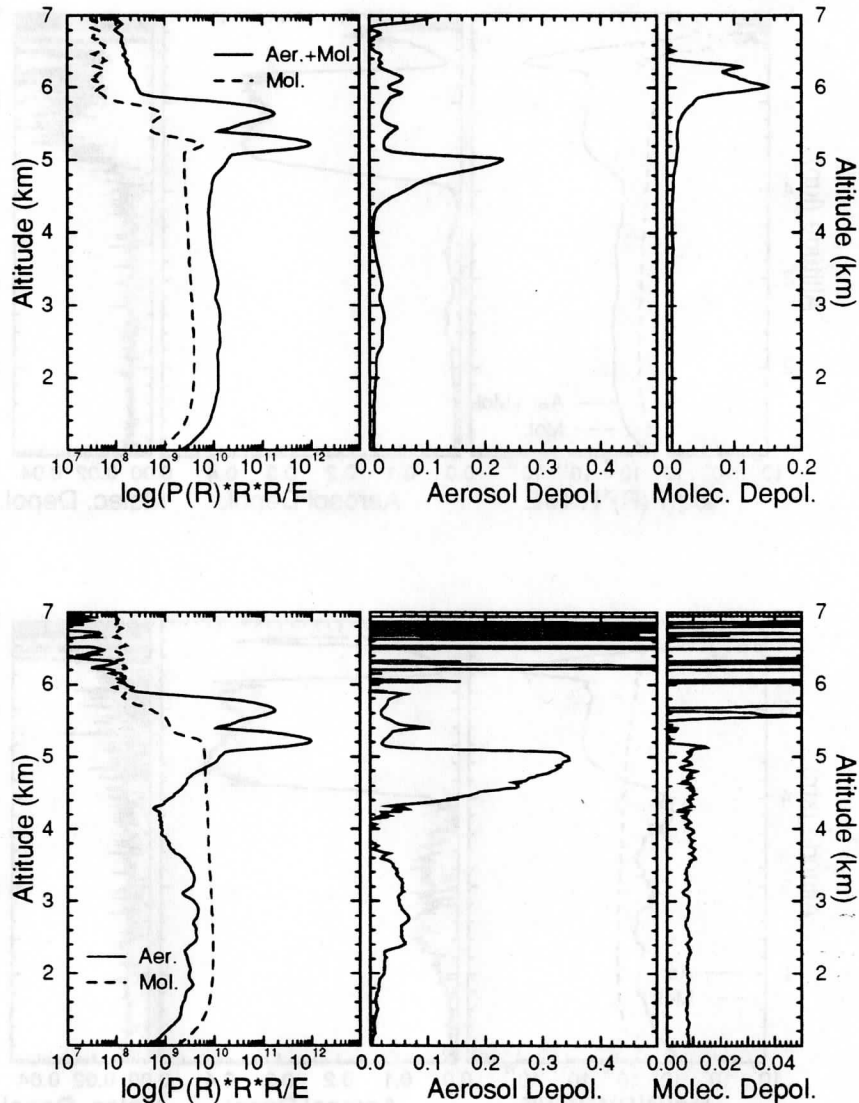 7
6
5
4
3
2
Altitude (km)
Aer.+Mol.
Mol.
7
6
5
4
3
2
Altitude (km)
10⁷ 10⁸ 10⁹ 10¹⁰ 10¹¹ 10¹²
0.0 0.1 0.2 0.3 0.4
0.0 0.1 0.2
log(P(R)*R*R/E
Aerosol Depol.
Molec. Depol.
7
6
5
4
3
2
Altitude (km)
Aer.
Mol.
7
6
5
4
3
2
Altitude (km)
10⁷ 10⁸ 10⁹ 10¹⁰ 10¹¹ 10¹²
0.0 0.1 0.2 0.3 0.4
0.00 0.02 0.04
log(P(R)*R*R/E
Aerosol Depol.
Molec. Depol.